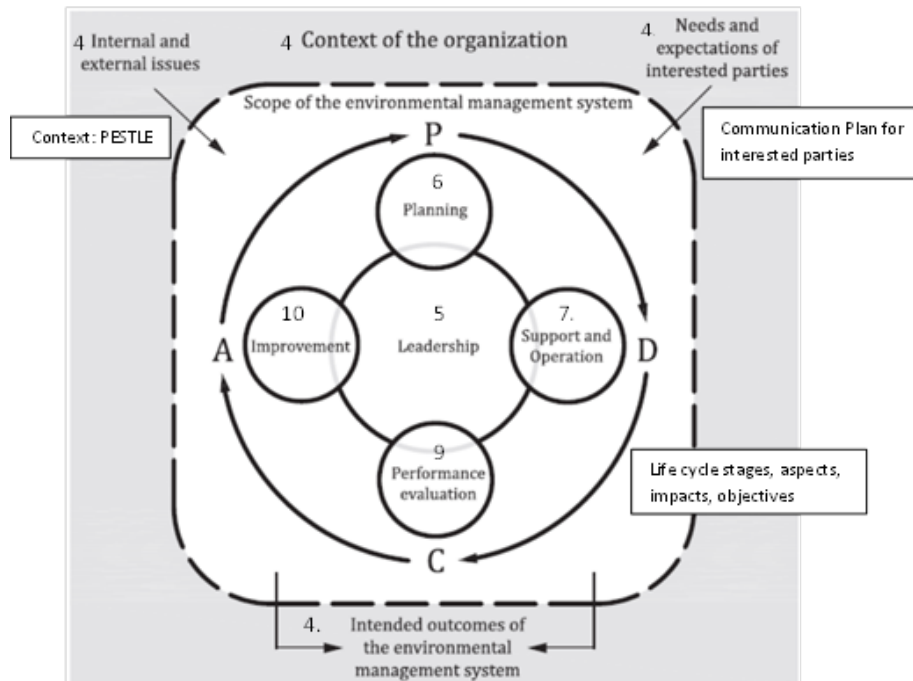 4 Internal and
external issues
4 Context of the organization
4. Needs and
expectations of
interested parties
Scope of the environmental management system
Context: PESTLE
Communication Plan for
interested parties
P
6
Planning
10
Improvement
A
5
Leadership
7.
Support and
Operation
D
9
Performance
evaluation
C
Life cycle stages, aspects,
impacts, objectives
4. Intended outcomes of
the environmental
management system